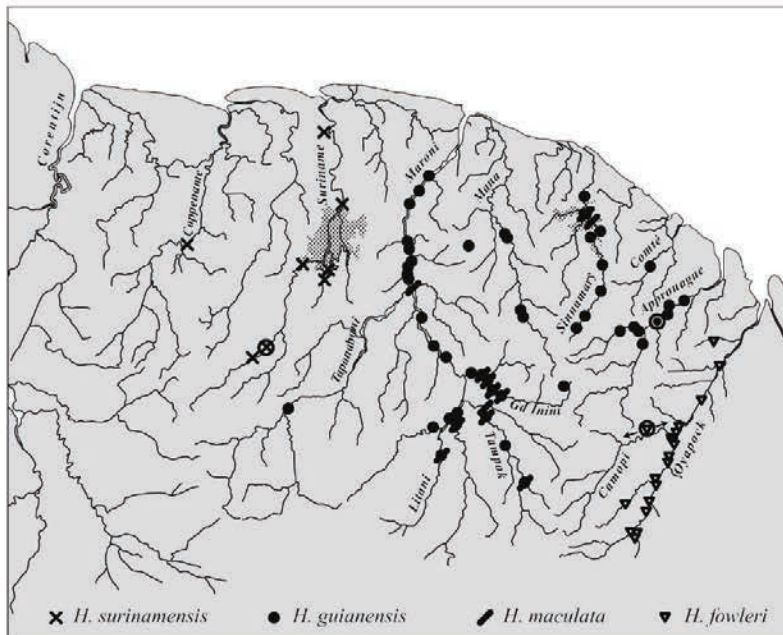 Corentijn
Coppename
Suriname
Maroni
Mana
Sinnamary
Comté
Approuague
Tapanahoni
Gd Inini
Litani
Tampok
Camopi
Oyapock
H. surinamensis H. guianensis H. maculata H. fowleri